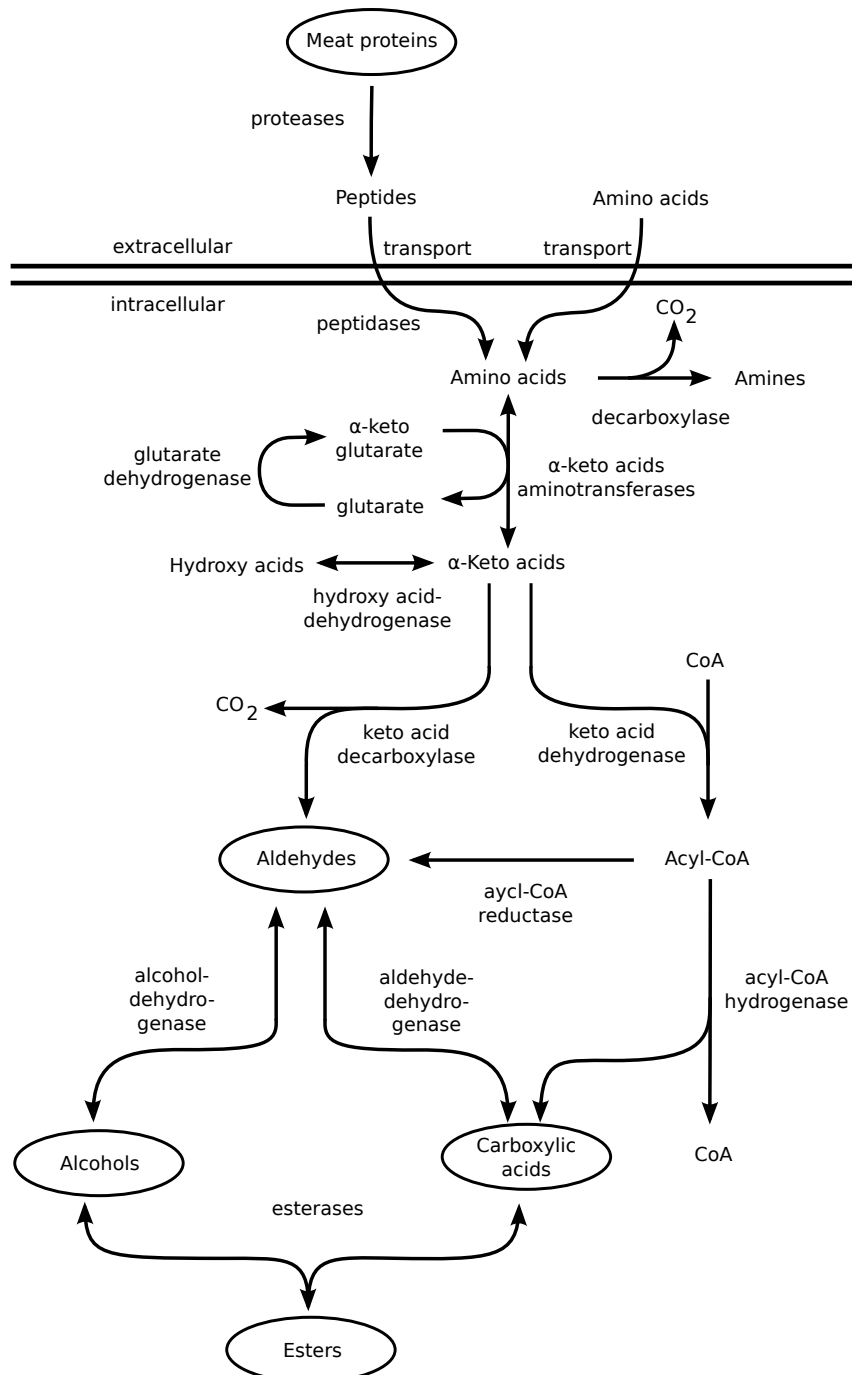 Meat proteins
proteases
Peptides
Amino acids
extracellular
transport
transport
intracellular
peptidases
CO2
Amino acids
Amines
decarboxylase
α-keto
glutarate
glutarate
dehydrogenase
α-keto acids
aminotransferases
glutarate
Hydroxy acids
α-Keto acids
hydroxy acid-
dehydrogenase
CoA
CO2
keto acid
decarboxylase
keto acid
dehydrogenase
Aldehydes
Acyl-CoA
aycl-CoA
reductase
alcohol-
dehydro-
genase
aldehyde-
dehydro-
genase
acyl-CoA
hydrogenase
Alcohols
Carboxylic
acids
CoA
esterases
Esters